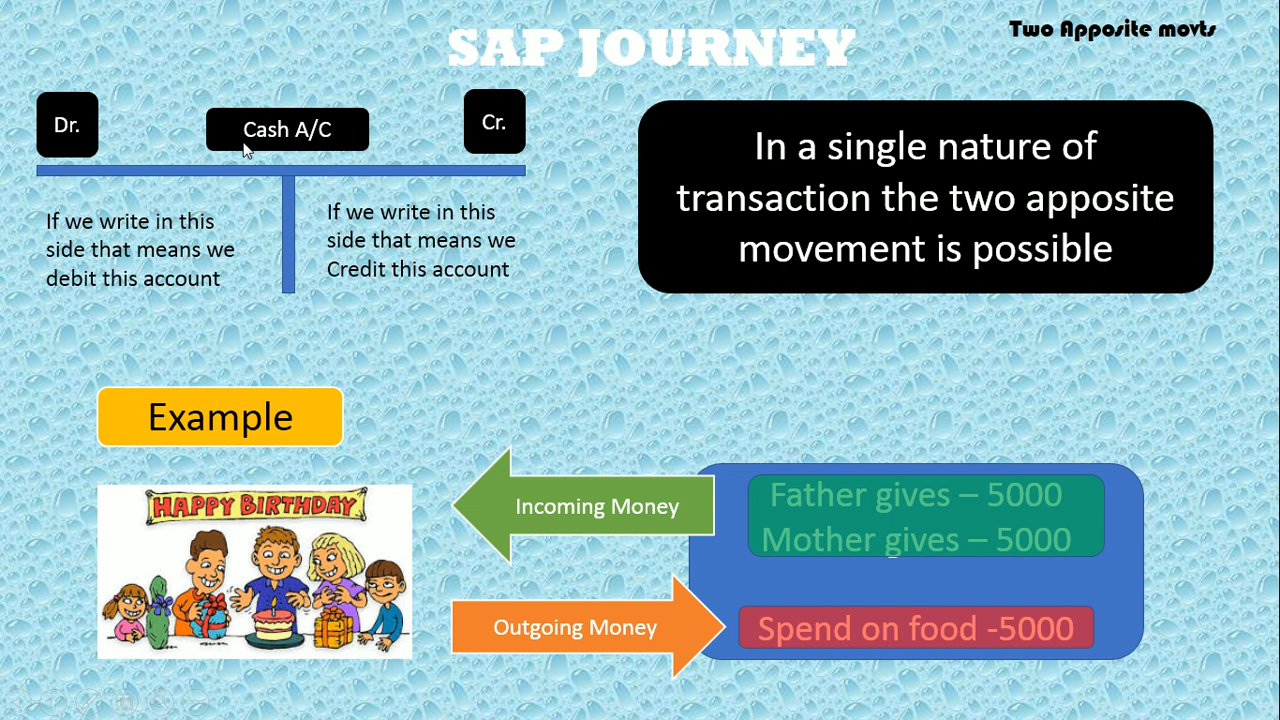 SAP JOURNEY
Two Apposite movts
Dr.
Cash A/C
Cr.
If we write in this
side that means we
debit this account
If we write in this
side that means we
Credit this account
In a single nature of
transaction the two apposite
movement is possible
Example
HAPPY BIRTHDAY
Incoming Money
Father gives – 5000
Mother gives – 5000
Outgoing Money
Spend on food -5000